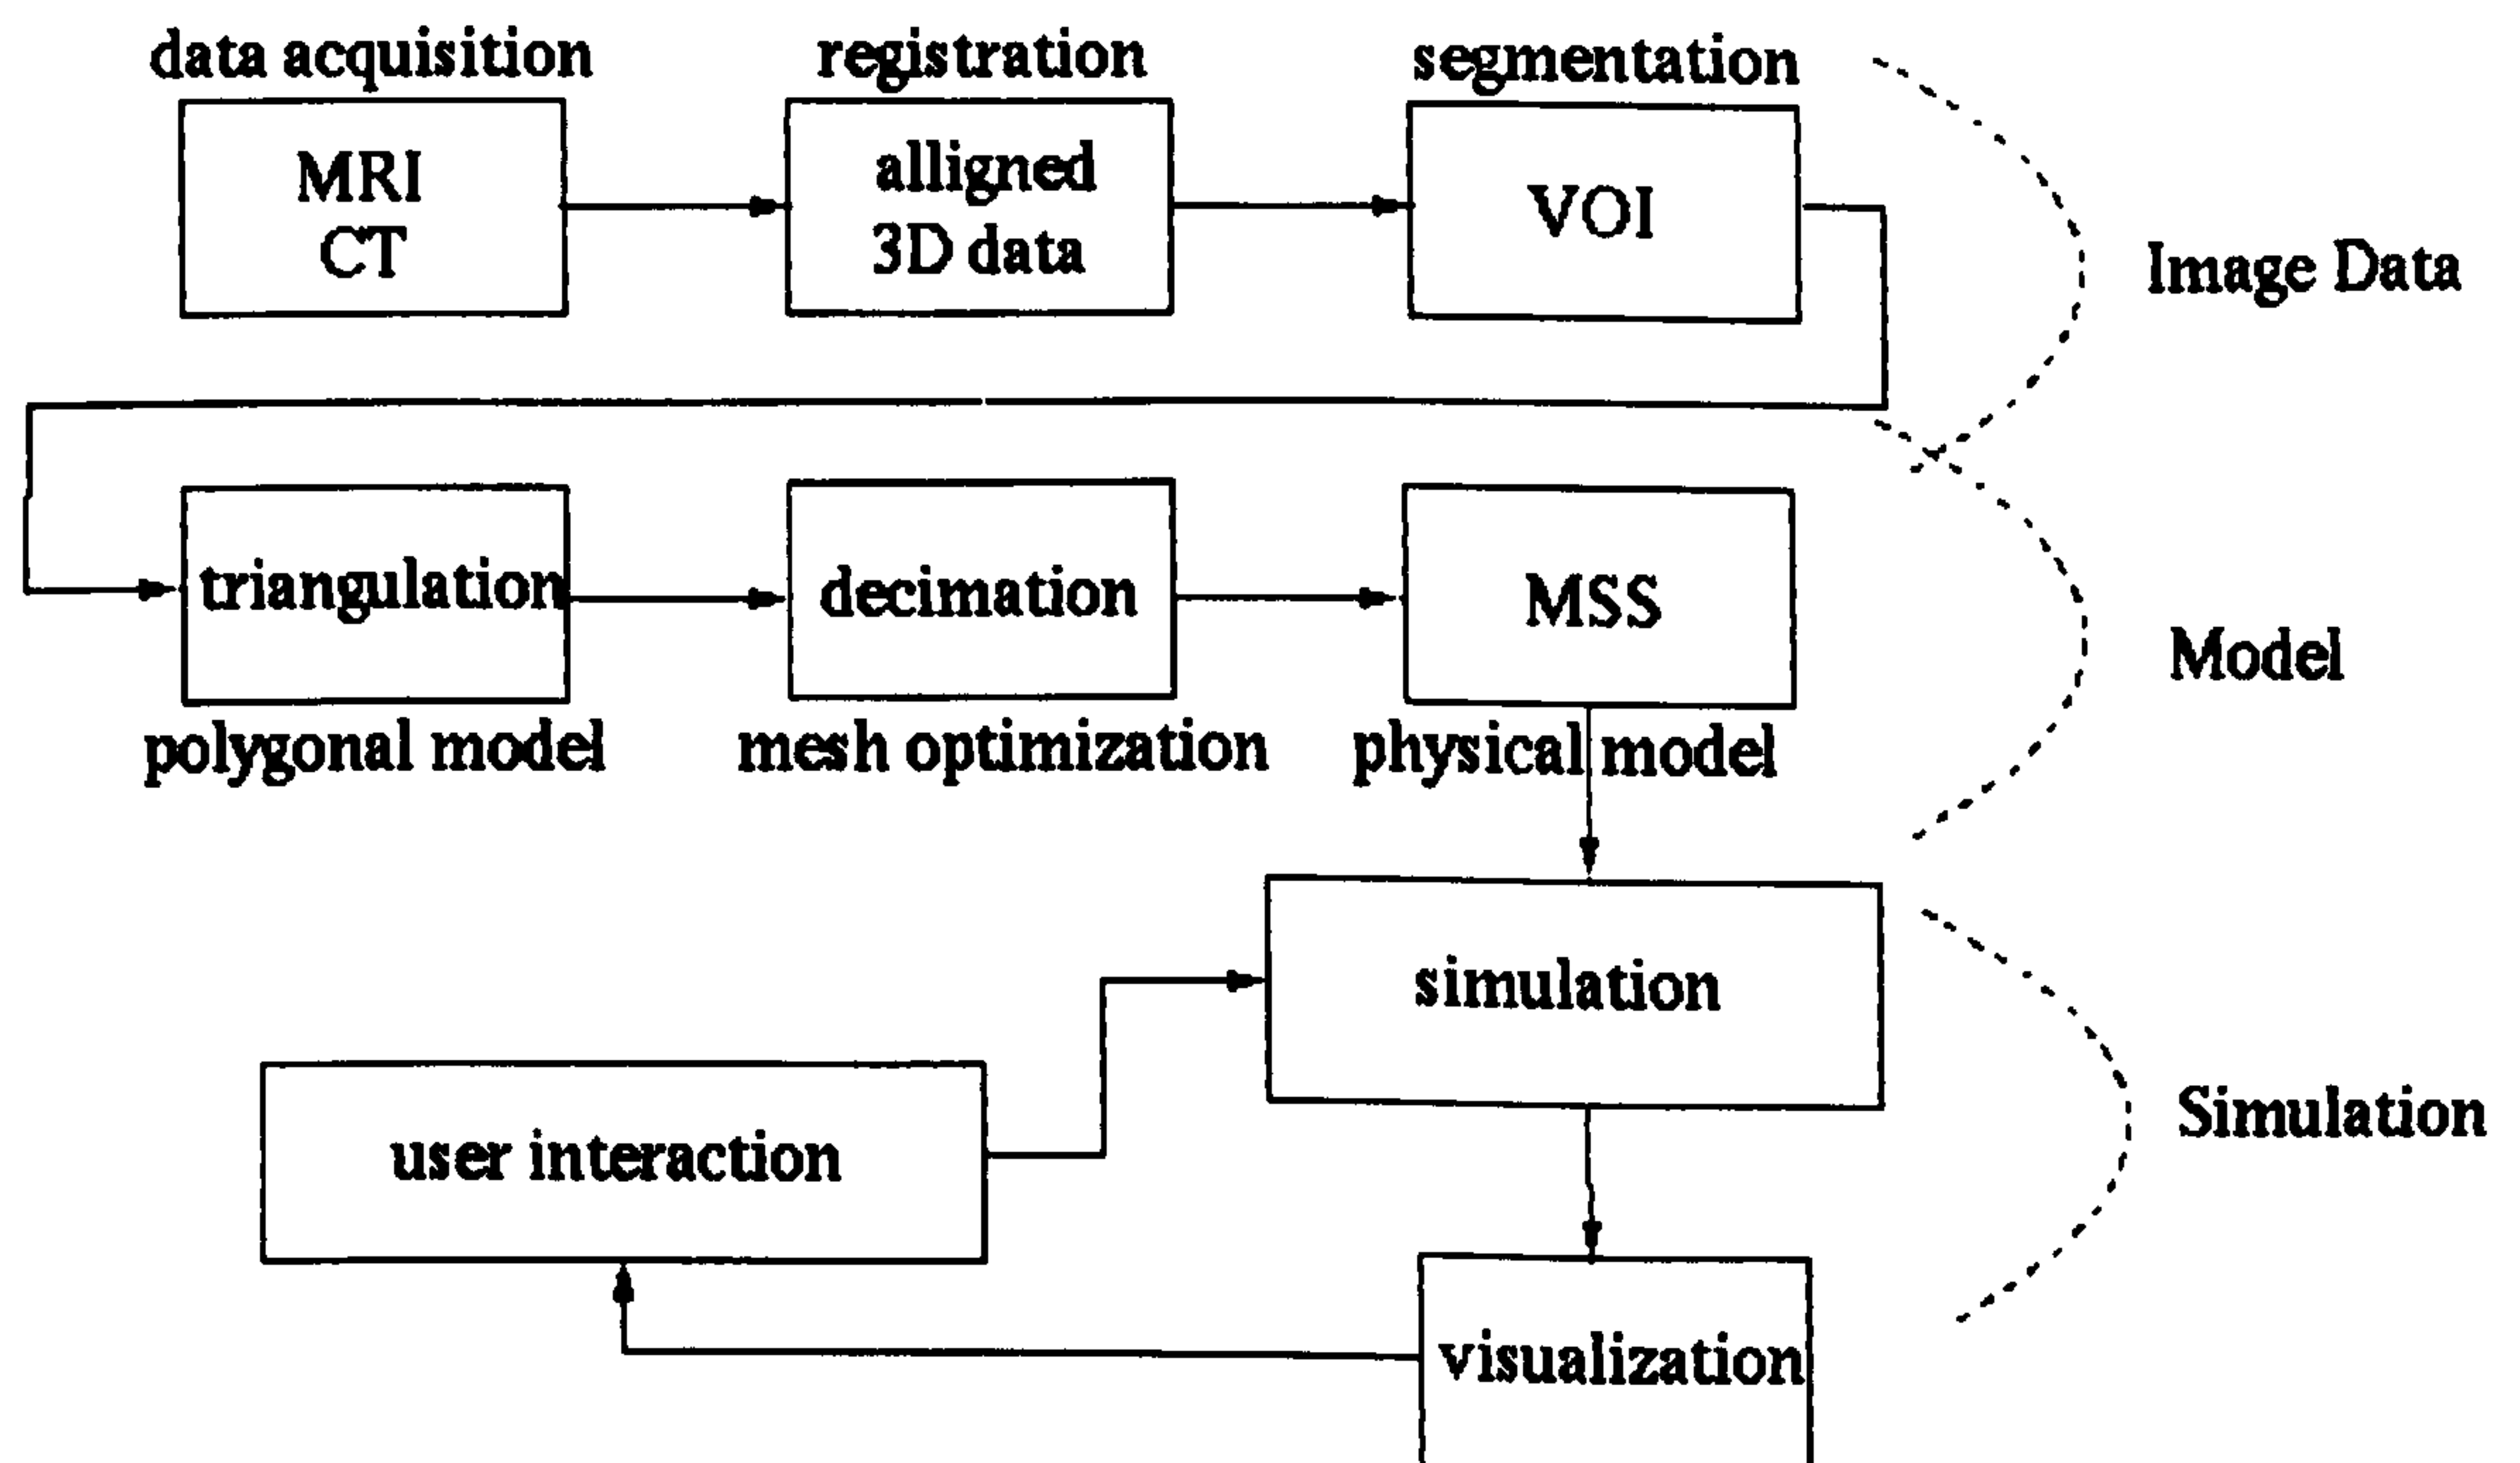 data acquisition
registration
segmentation
MRI
CT
alligned
3D data
VOI
Image Data
triangulation
decimation
MSS
Model
polygonal model
mesh optimization
physical model
simulation
user interaction
Simulation
visualization